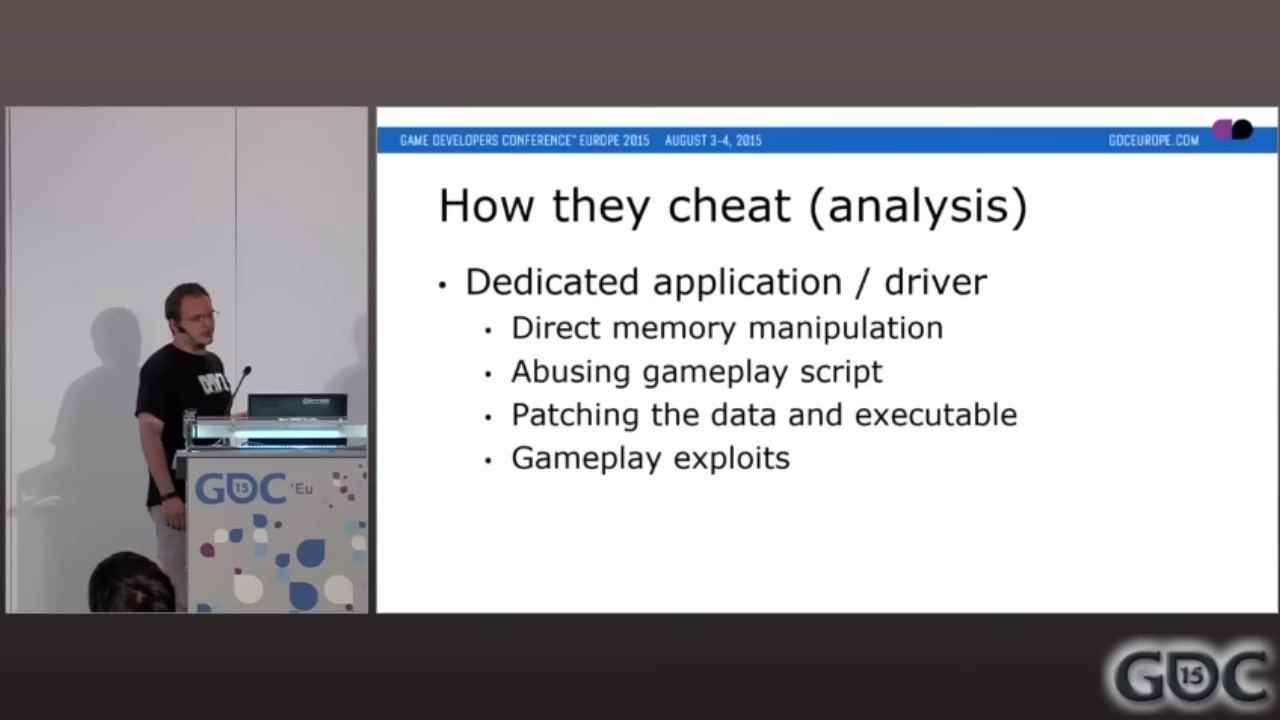 GAME DEVELOPERS CONFERENCE™ EUROPE 2015 AUGUST 3-4, 2015
GDCEUROPE.COM
How they cheat (analysis)
• Dedicated application / driver
• Direct memory manipulation
• Abusing gameplay script
• Patching the data and executable
• Gameplay exploits
GDC 15 'Eu
GDC 15